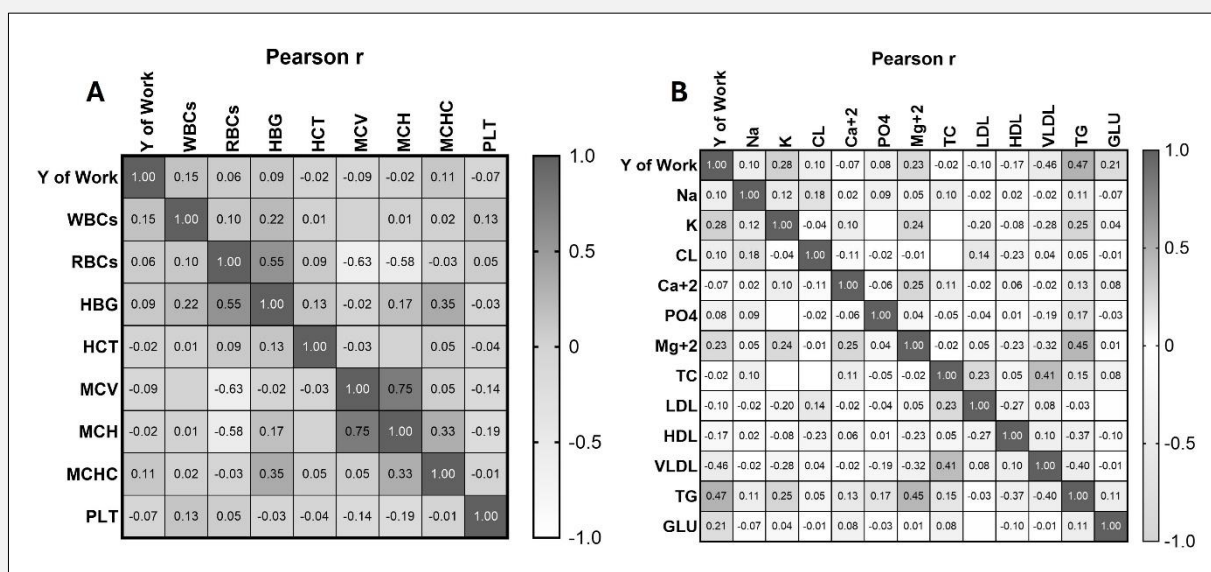 Pearson r
A
Y of Work WBCs RBCs HBG HCT MCV MCH MCHC PLT
Y of Work 1.00 0.15 0.06 0.09 -0.02 -0.09 -0.02 0.11 -0.07
WBCs 0.15 1.00 0.10 0.22 0.01 0.01 0.02 0.13
RBCs 0.06 0.10 1.00 0.55 0.09 -0.63 -0.58 -0.03 0.05
HBG 0.09 0.22 0.55 1.00 0.13 -0.02 0.17 0.35 -0.03
HCT -0.02 0.01 0.09 0.13 1.00 -0.03 0.05 -0.04
MCV -0.09 -0.63 -0.02 -0.03 1.00 0.75 0.05 -0.14
MCH -0.02 0.01 -0.58 0.17 0.75 1.00 0.33 -0.19
MCHC 0.11 0.02 -0.03 0.35 0.05 0.05 0.33 1.00 -0.01
PLT -0.07 0.13 0.05 -0.03 -0.04 -0.14 -0.19 -0.01 1.00
1.0
0.5
0
-0.5
-1.0
Pearson r
B
Y of Work Na K CL Ca+2 PO4 Mg+2 TC LDL HDL VLDL TG GLU
Y of Work 1.00 0.10 0.28 0.10 -0.07 0.08 0.23 -0.02 -0.10 -0.17 -0.46 0.47 0.21
Na 0.10 1.00 0.12 0.18 0.02 0.09 0.05 0.10 -0.02 0.02 -0.02 0.11 -0.07
K 0.28 0.12 1.00 -0.04 0.10 0.24 -0.20 -0.08 -0.28 0.25 0.04
CL 0.10 0.18 -0.04 1.00 -0.11 -0.02 -0.01 0.14 -0.23 0.04 0.05 -0.01
Ca+2 -0.07 0.02 0.10 -0.11 1.00 -0.06 0.25 0.11 -0.02 0.06 -0.02 0.13 0.08
PO4 0.08 0.09 -0.02 -0.06 1.00 0.04 -0.05 -0.04 0.01 -0.19 0.17 -0.03
Mg+2 0.23 0.05 0.24 -0.01 0.25 0.04 1.00 -0.02 0.05 -0.23 -0.32 0.45 0.01
TC -0.02 0.10 0.11 -0.05 -0.02 1.00 0.23 0.05 0.41 0.15 0.08
LDL -0.10 -0.02 -0.20 0.14 -0.02 -0.04 0.05 0.23 1.00 -0.27 0.08 -0.03
HDL -0.17 0.02 -0.08 -0.23 0.06 0.01 -0.23 0.05 -0.27 1.00 0.10 -0.37 -0.10
VLDL -0.46 -0.02 -0.28 0.04 -0.02 -0.19 -0.32 0.41 0.08 0.10 1.00 -0.40 -0.01
TG 0.47 0.11 0.25 0.05 0.13 0.17 0.45 0.15 -0.03 -0.37 -0.40 1.00 0.11
GLU 0.21 -0.07 0.04 -0.01 0.08 -0.03 0.01 0.08 -0.10 -0.01 0.11 1.00
1.0
0.5
0
-0.5
-1.0